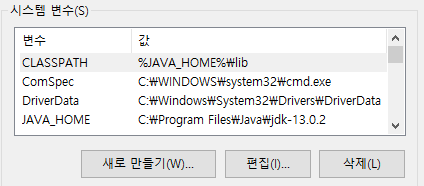 시스템 변수(S)
변수 값
CLASSPATH %JAVA_HOME%₩lib
ComSpec C:₩WINDOWS₩system32₩cmd.exe
DriverData C:₩Windows₩System32₩Drivers₩DriverData
JAVA_HOME C:₩Program Files₩Java₩jdk-13.0.2
새로 만들기(W)... 편집(I)... 삭제(L)